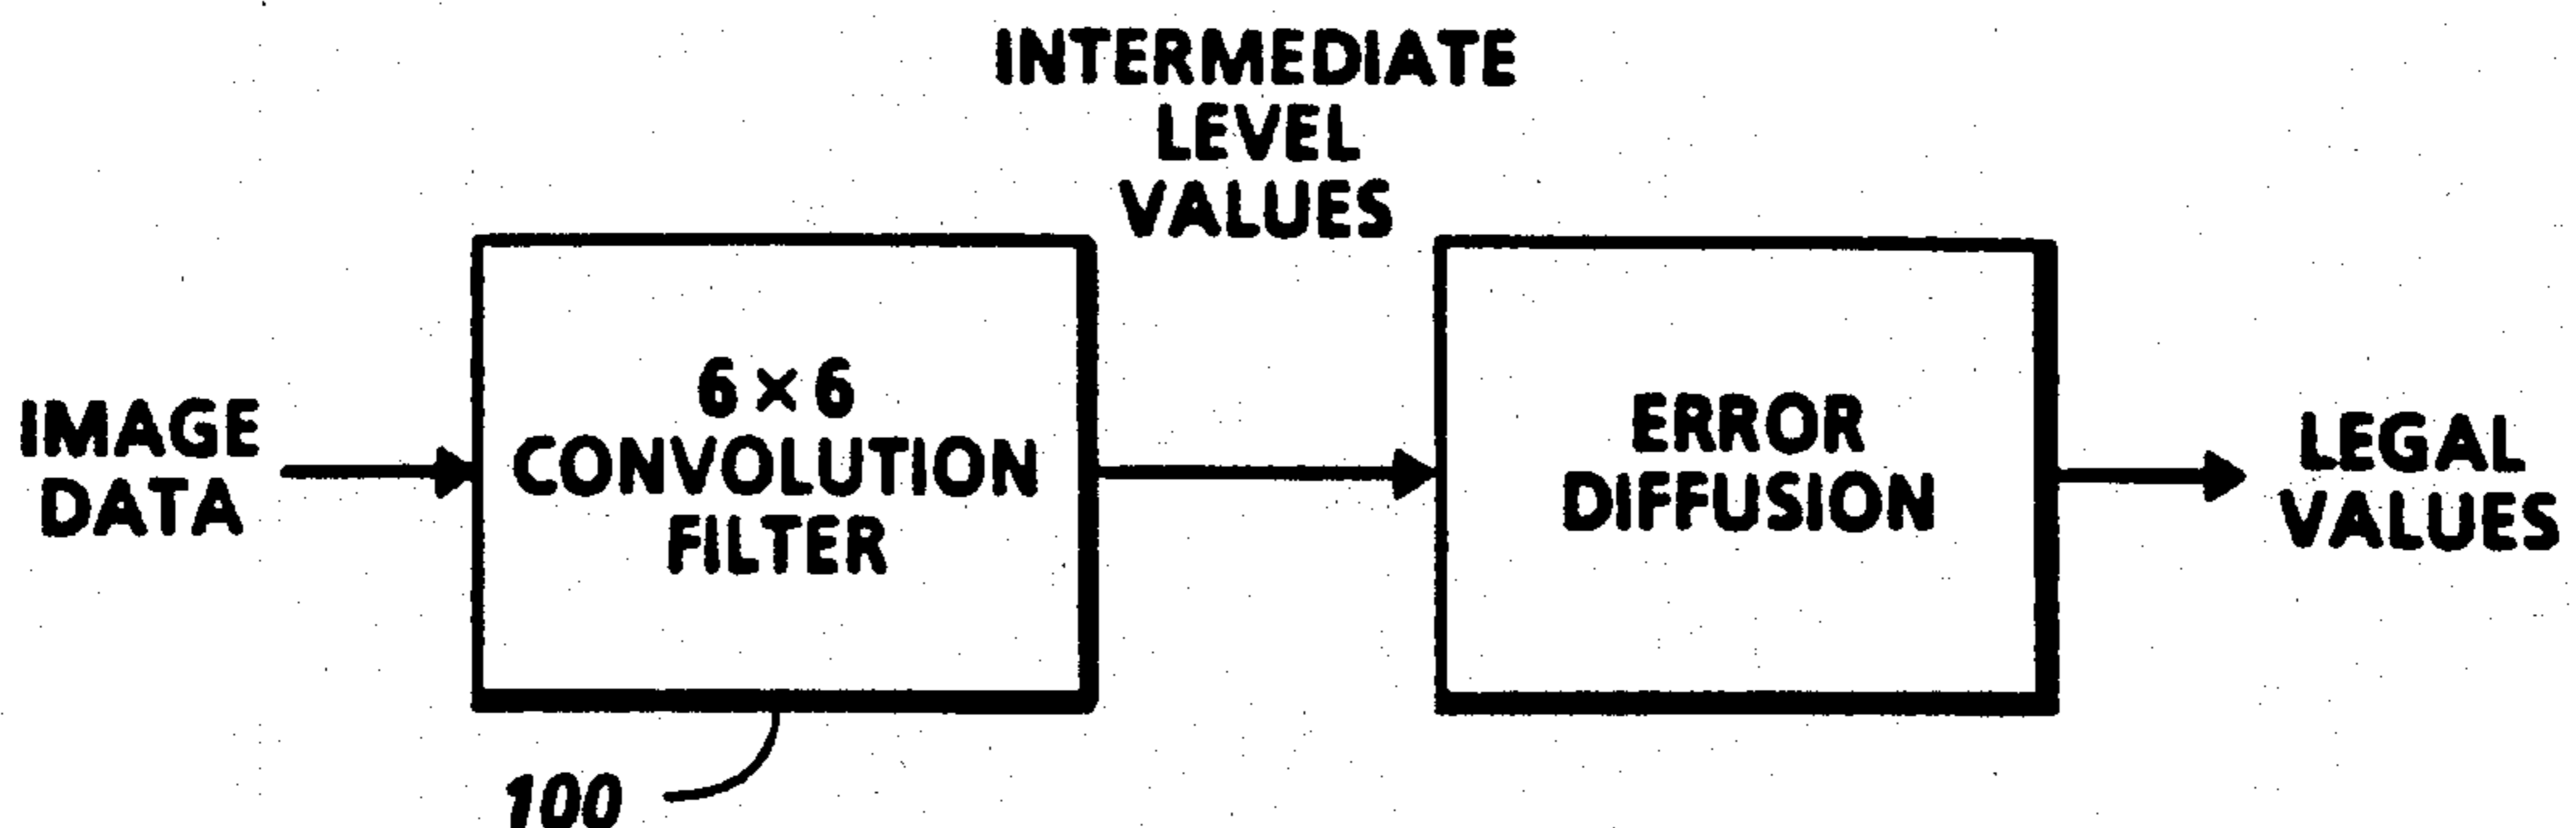 INTERMEDIATE
LEVEL
VALUES
IMAGE
DATA
6 × 6
CONVOLUTION
FILTER
ERROR
DIFFUSION
LEGAL
VALUES
100